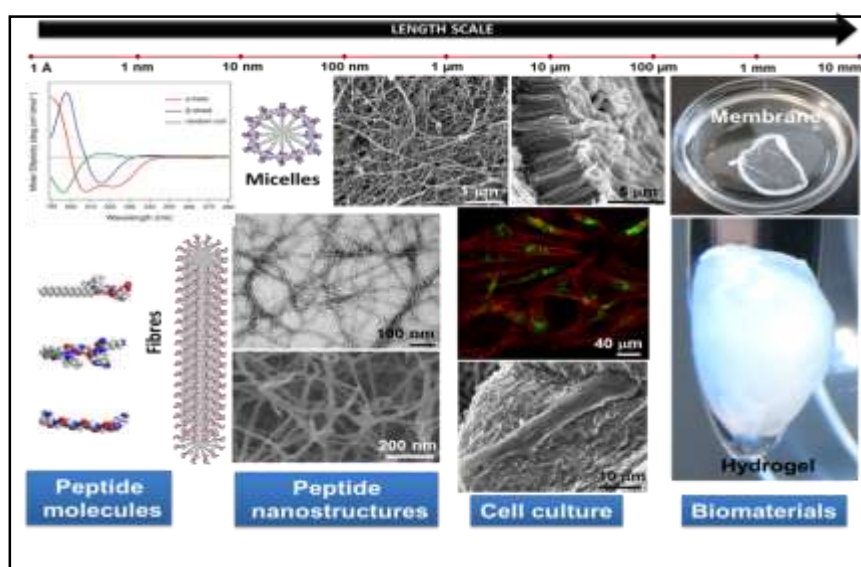 LENGTH SCALE
1 A 1 nm 10 nm 100 nm 1 µm 10 µm 100 µm 1 mm 10 mm
Micelles
1 µm
5 µm
Membrane
Fibres
100 nm
40 µm
200 nm
10 µm
Hydrogel
Peptide
molecules
Peptide
nanostructures
Cell culture
Biomaterials